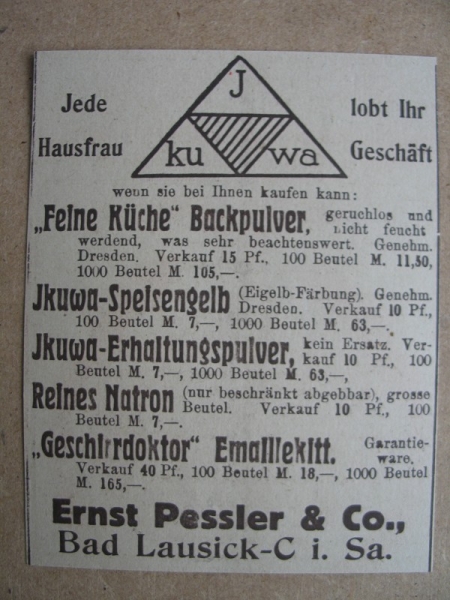 J
Jede lobt Ihr
Hausfrau ku wa Geschäft
wenn sie bei Ihnen kaufen kann:
„Feine Küche“ Backpulver, geruchlos und nicht feucht
werdend, was sehr beachtenswert. Genehm.
Dresden. Verkauf 15 Pf., 100 Beutel M. 11,50,
1000 Beutel M. 105,—.
Jkuwa-Speisengelb (Eigelb-Färbung). Genehm.
Dresden. Verkauf 10 Pf.,
100 Beutel M. 7,—, 1000 Beutel M. 63,—.
Jkuwa-Erhaltungspulver, kein Ersatz. Ver-
kauf 10 Pf., 100
Beutel M. 7,—, 1000 Beutel M. 63,—,
Reines Natron (nur beschränkt abgebbar), grosse
Beutel. Verkauf 10 Pf., 100
Beutel M. 7,—.
„Geschirrdoktor“ Emaillekitt. Garantie-
ware.
Verkauf 40 Pf., 100 Beutel M. 18,—, 1000 Beutel
M. 165,—.
Ernst Pessler & Co.,
Bad Lausick-C i. Sa.